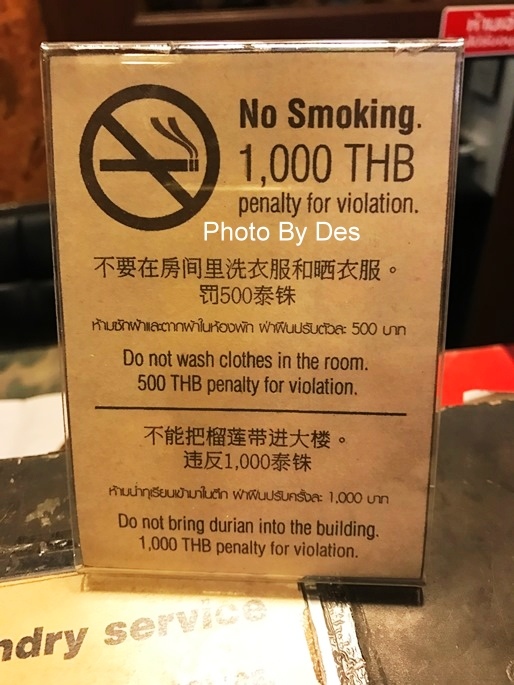 ห้าม
No Smoking.
1,000 THB
penalty for violation.
Photo By Des
不要在房间里洗衣服和晒衣服。
罚500泰铢
ห้ามซักผ้าและตากผ้าในห้องพัก ฝ่าฝืนปรับตัวละ 500 บาท
Do not wash clothes in the room.
500 THB penalty for violation.
不能把榴莲带进大楼。
违反1,000泰铢
ห้ามนำทุเรียนเข้ามาในตึก ฝ่าฝืนปรับครั้งละ 1,000 บาท
Do not bring durian into the building.
1,000 THB penalty for violation.
ndry service